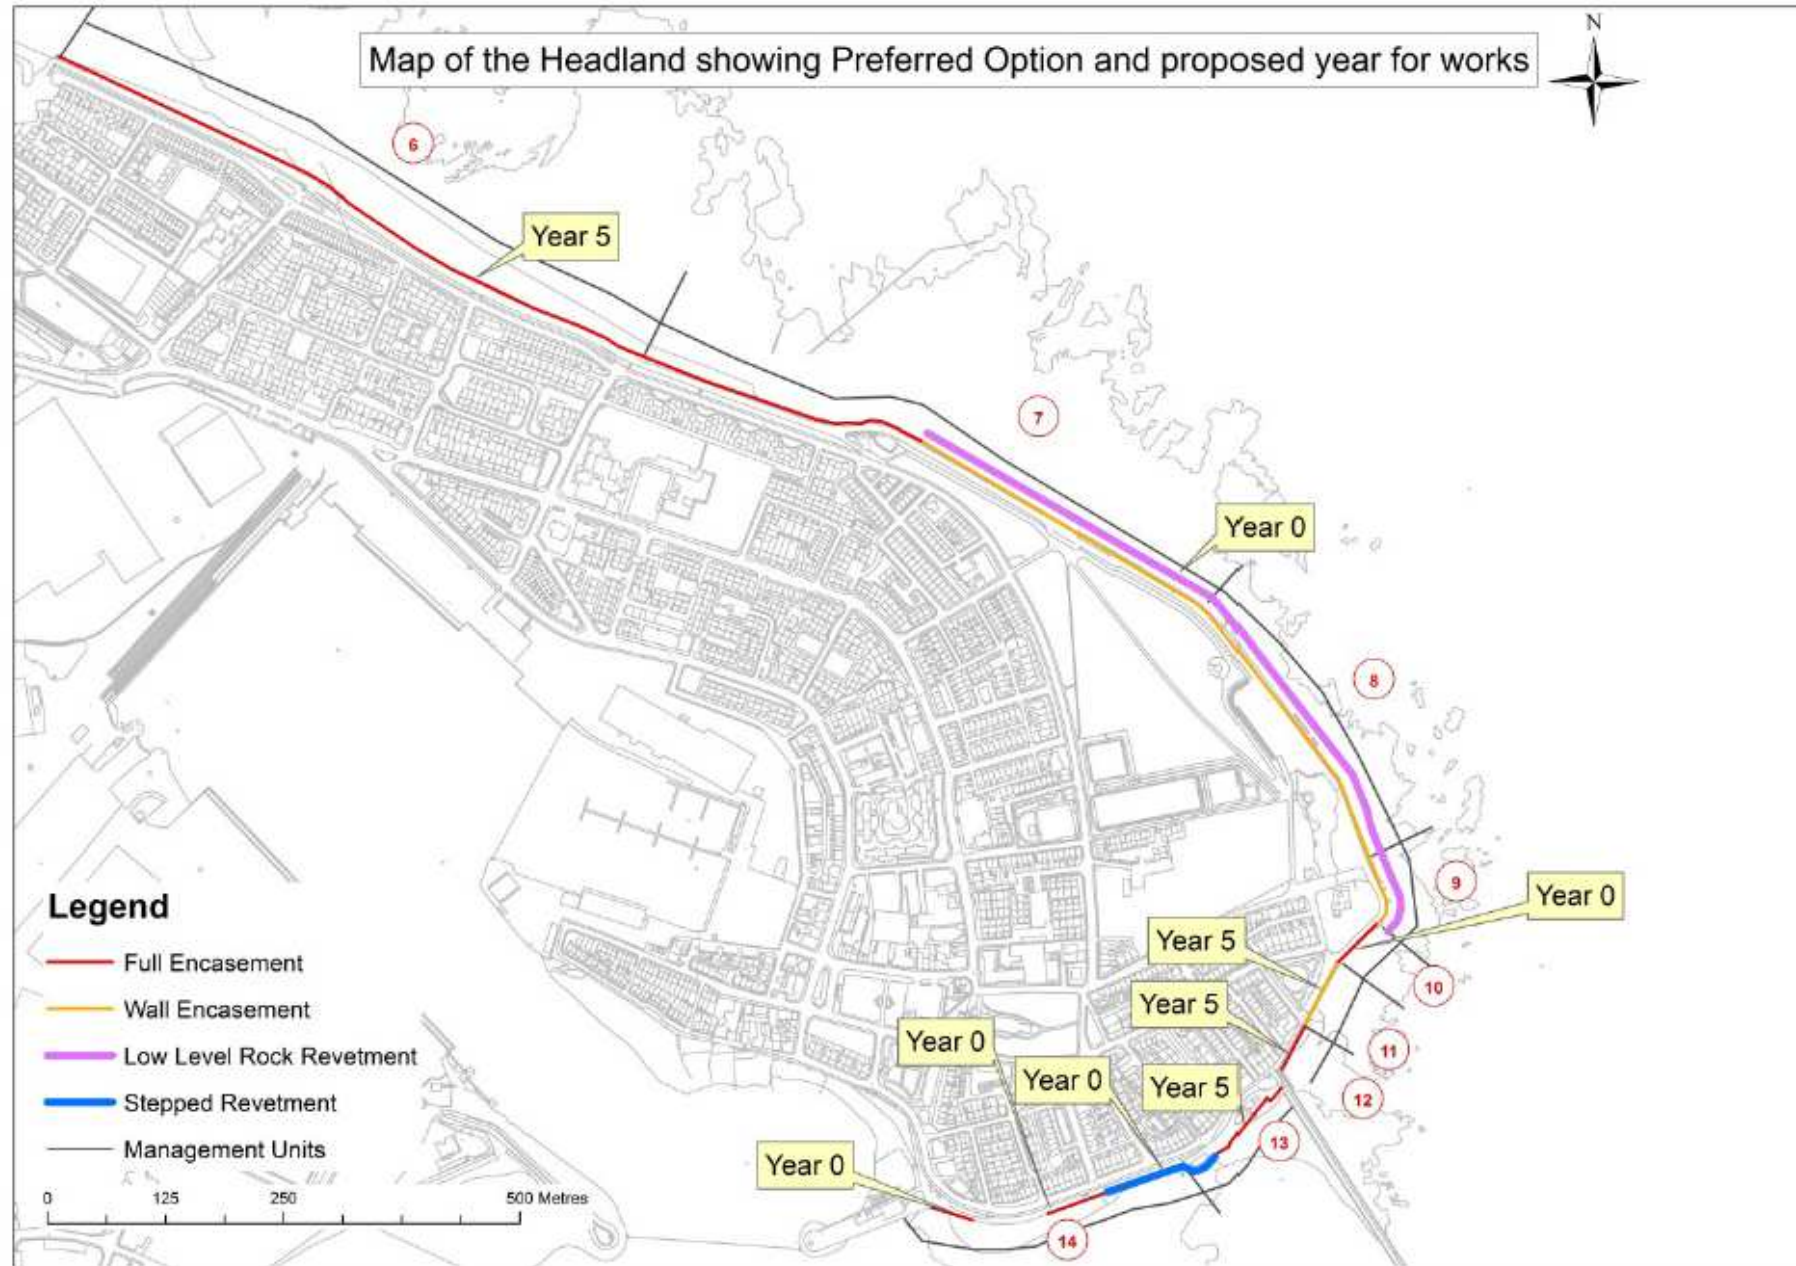 Map of the Headland showing Preferred Option and proposed year for works
N
6
Year 5
7
Year 0
8
9
Year 0
Year 5
10
Year 5
11
Year 0
Year 0
Year 5
12
13
Year 0
14
Legend
Full Encasement
Wall Encasement
Low Level Rock Revetment
Stepped Revetment
Management Units
0 125 250 500 Metres